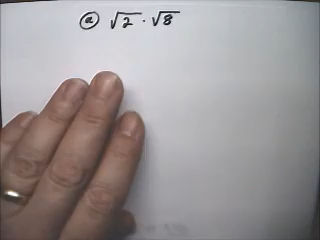 ⓐ √2 · √8